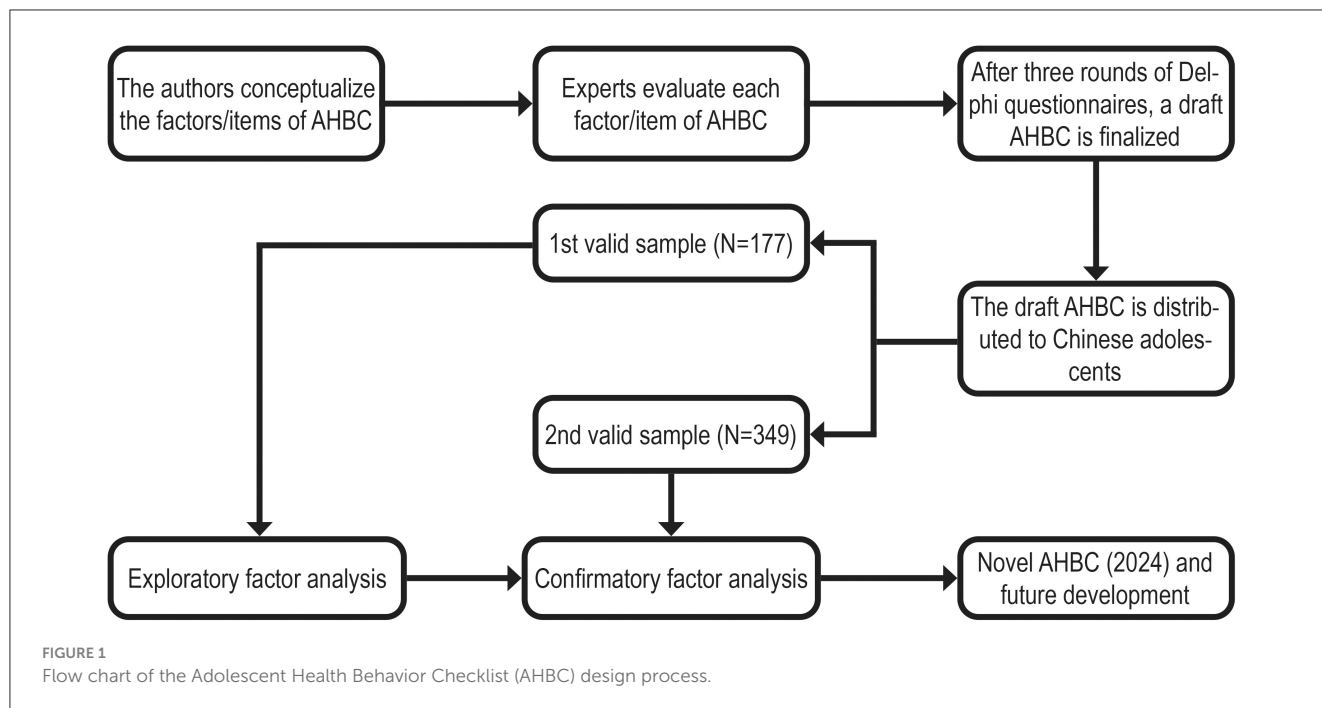 The authors conceptualize
the factors/items of AHBC
Experts evaluate each
factor/item of AHBC
After three rounds of Del-
phi questionnaires, a draft
AHBC is finalized
1st valid sample (N=177)
The draft AHBC is distrib-
uted to Chinese adoles-
cents
2nd valid sample (N=349)
Exploratory factor analysis
Confirmatory factor analysis
Novel AHBC (2024) and
future development
FIGURE 1
Flow chart of the Adolescent Health Behavior Checklist (AHBC) design process.